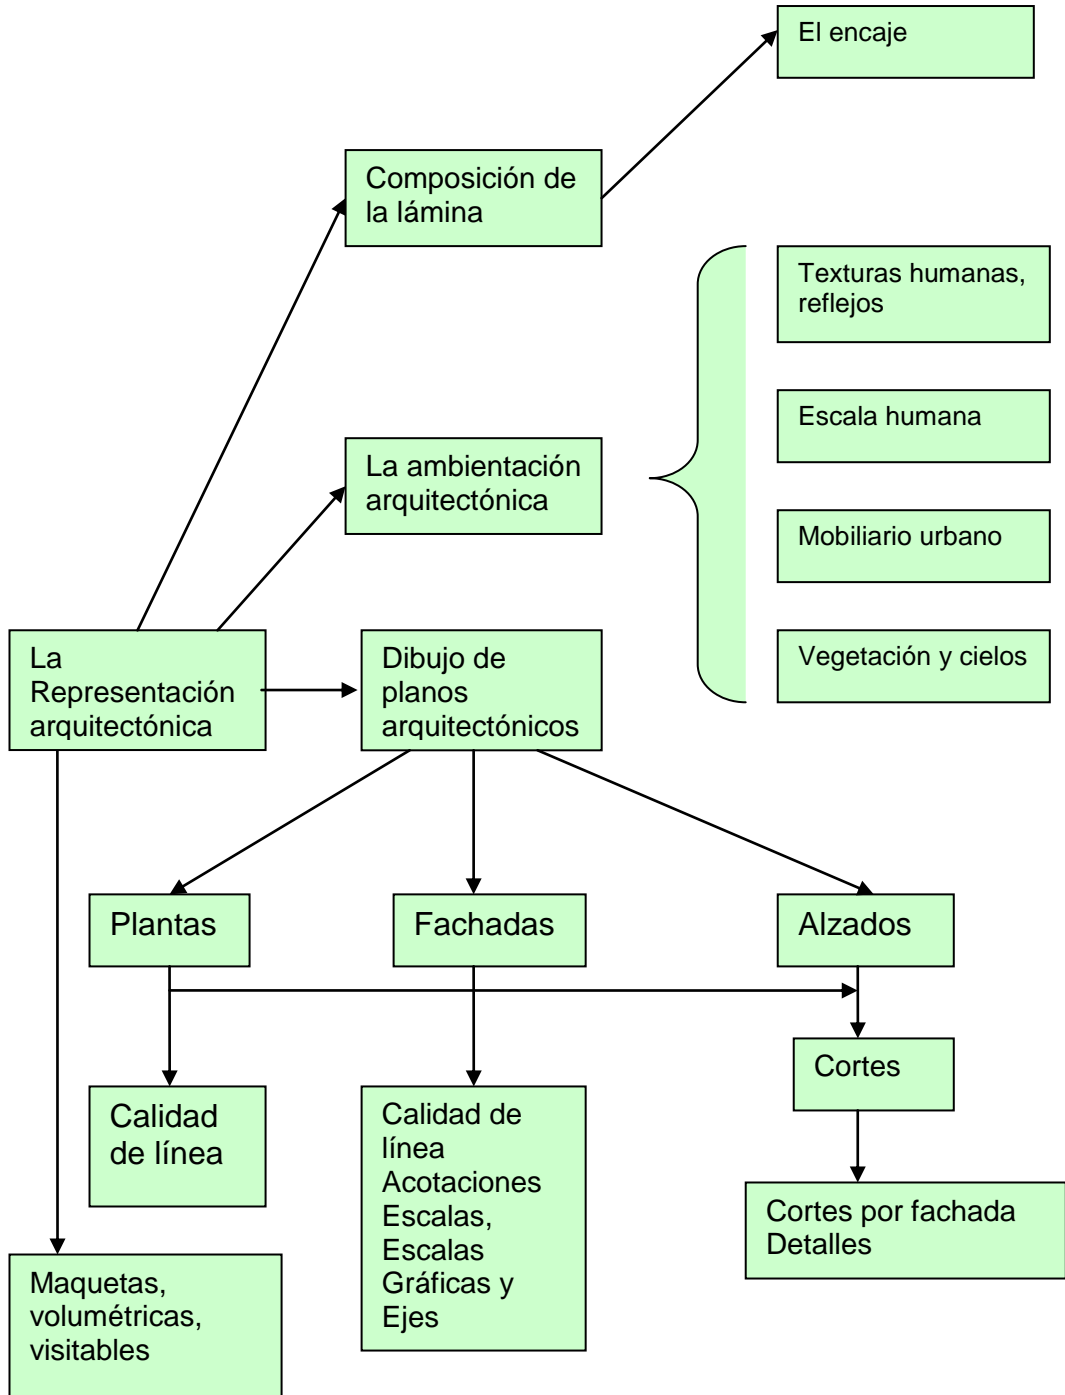 El encaje
Composición de
la lámina
Texturas humanas,
reflejos
Escala humana
La ambientación
arquitectónica
Mobiliario urbano
Vegetación y cielos
La
Representación
arquitectónica
Dibujo de
planos
arquitectónicos
Plantas
Fachadas
Alzados
Cortes
Calidad
de línea
Calidad de
línea
Acotaciones
Escalas,
Escalas
Gráficas y
Ejes
Cortes por fachada
Detalles
Maquetas,
volumétricas,
visitables